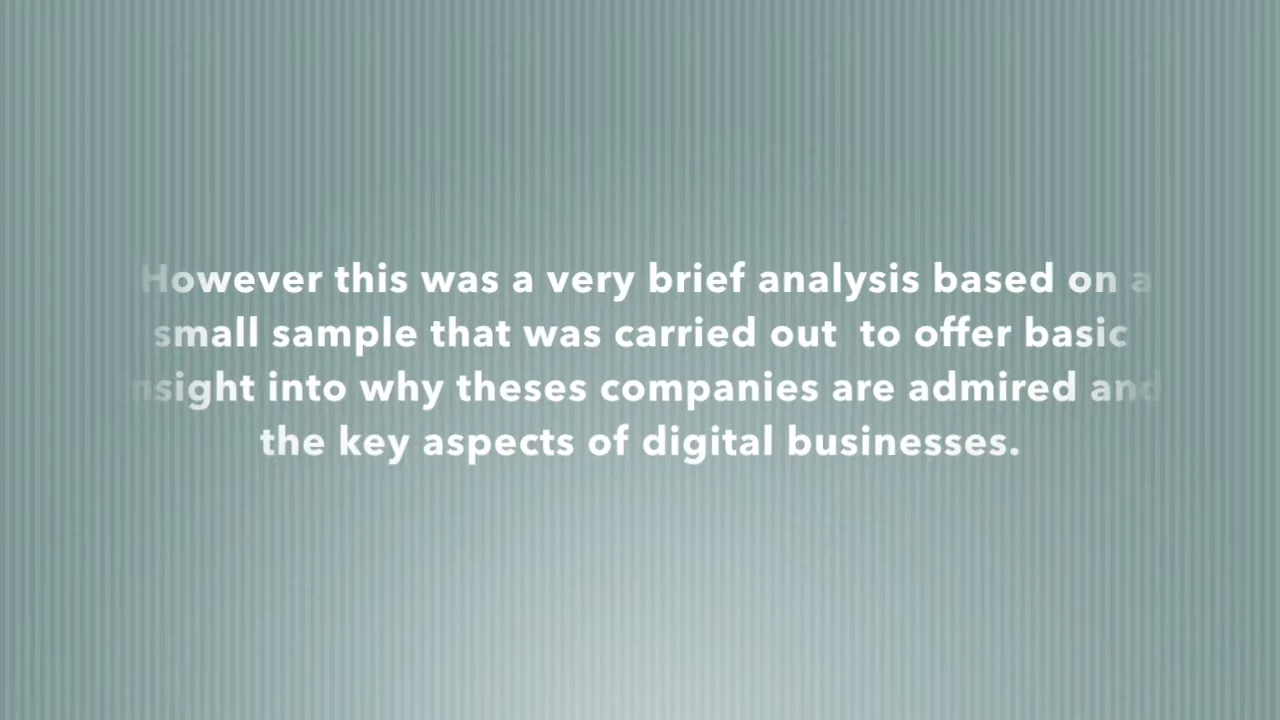 However this was a very brief analysis based on a
small sample that was carried out  to offer basic
insight into why theses companies are admired and
the key aspects of digital businesses.